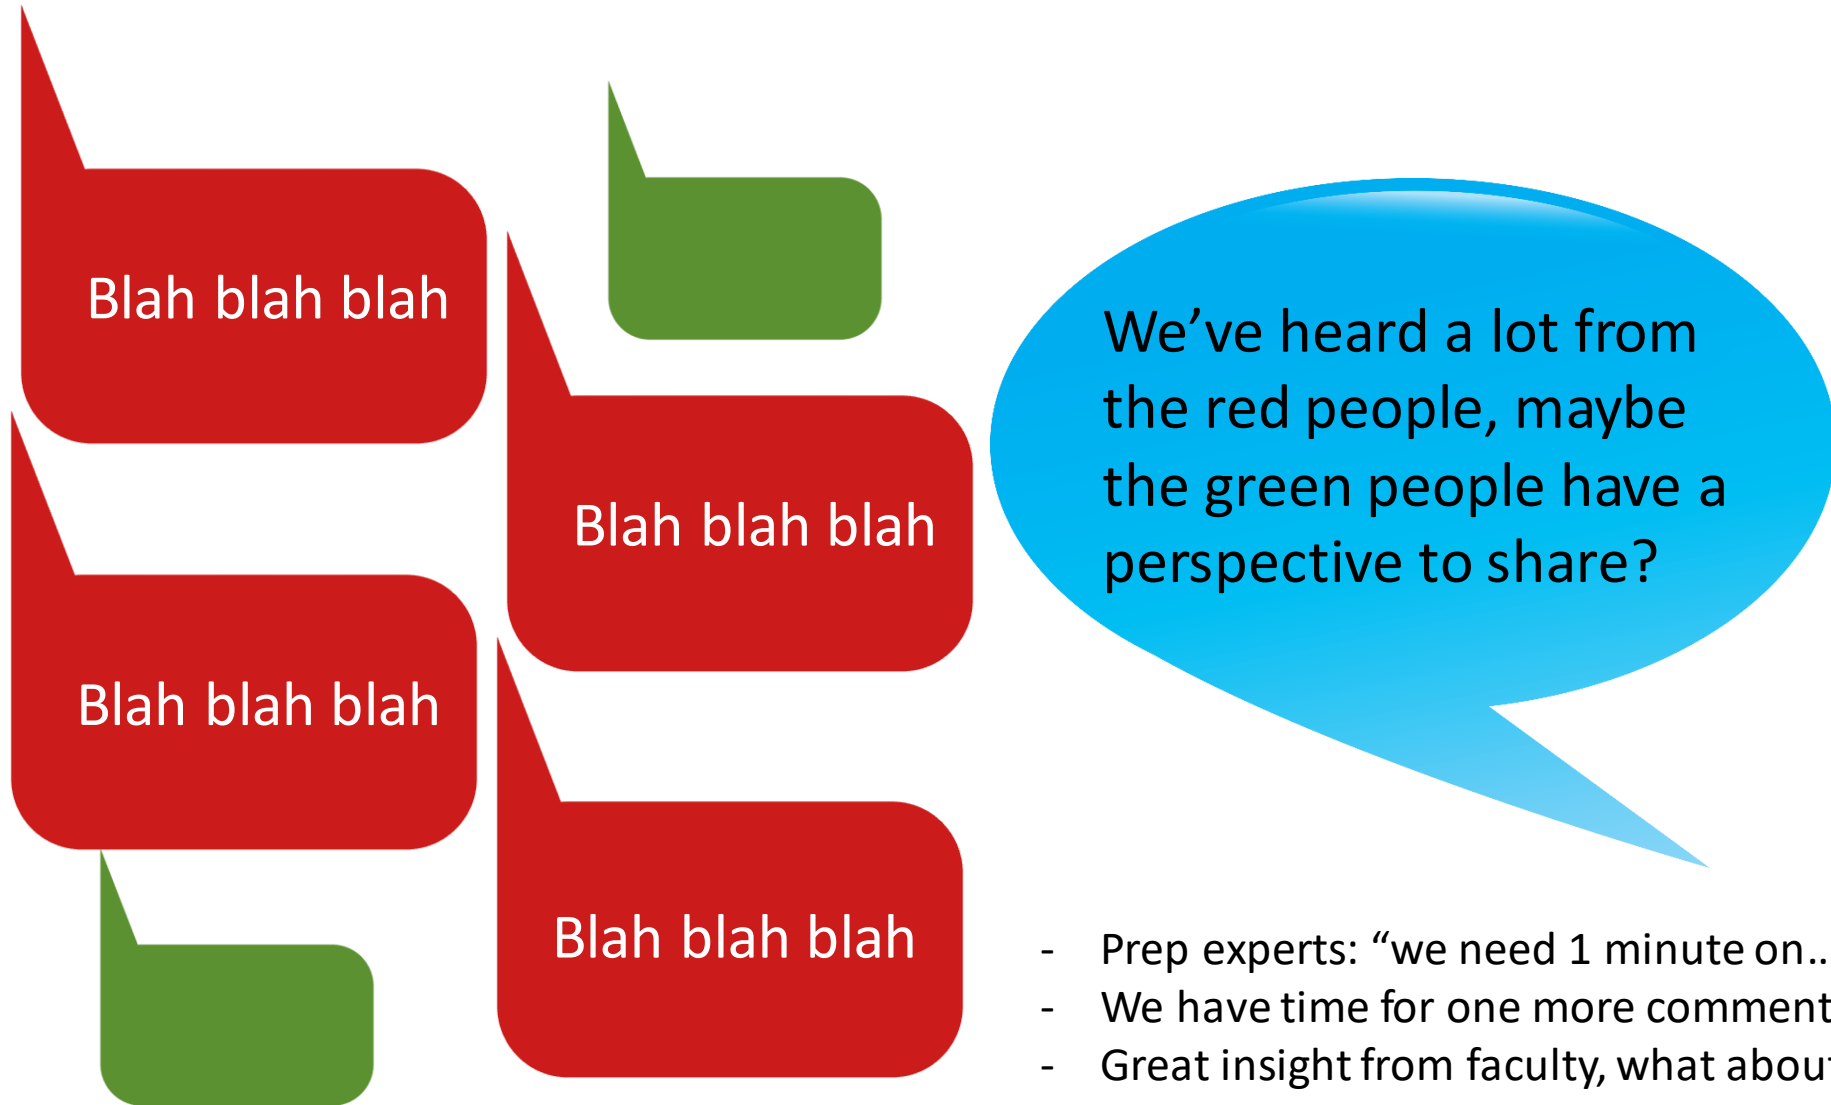 Blah blah blah
Blah blah blah
Blah blah blah
Blah blah blah
We’ve heard a lot from
the red people, maybe
the green people have a
perspective to share?
- Prep experts: “we need 1 minute on..
- We have time for one more comment
- Great insight from faculty, what about